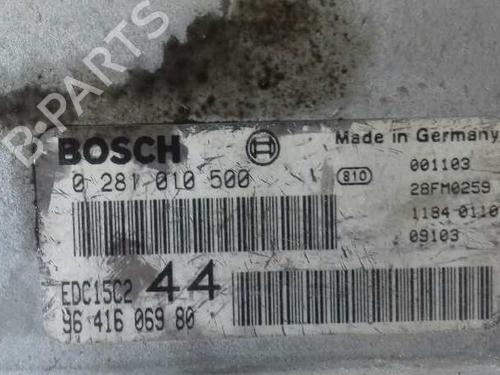 B-PARTS
BOSCH
Made in Germany
0 281 010 500
810
001103
28FM0259
1184 0110
09103
EDC15C2 44
96 416 069 80